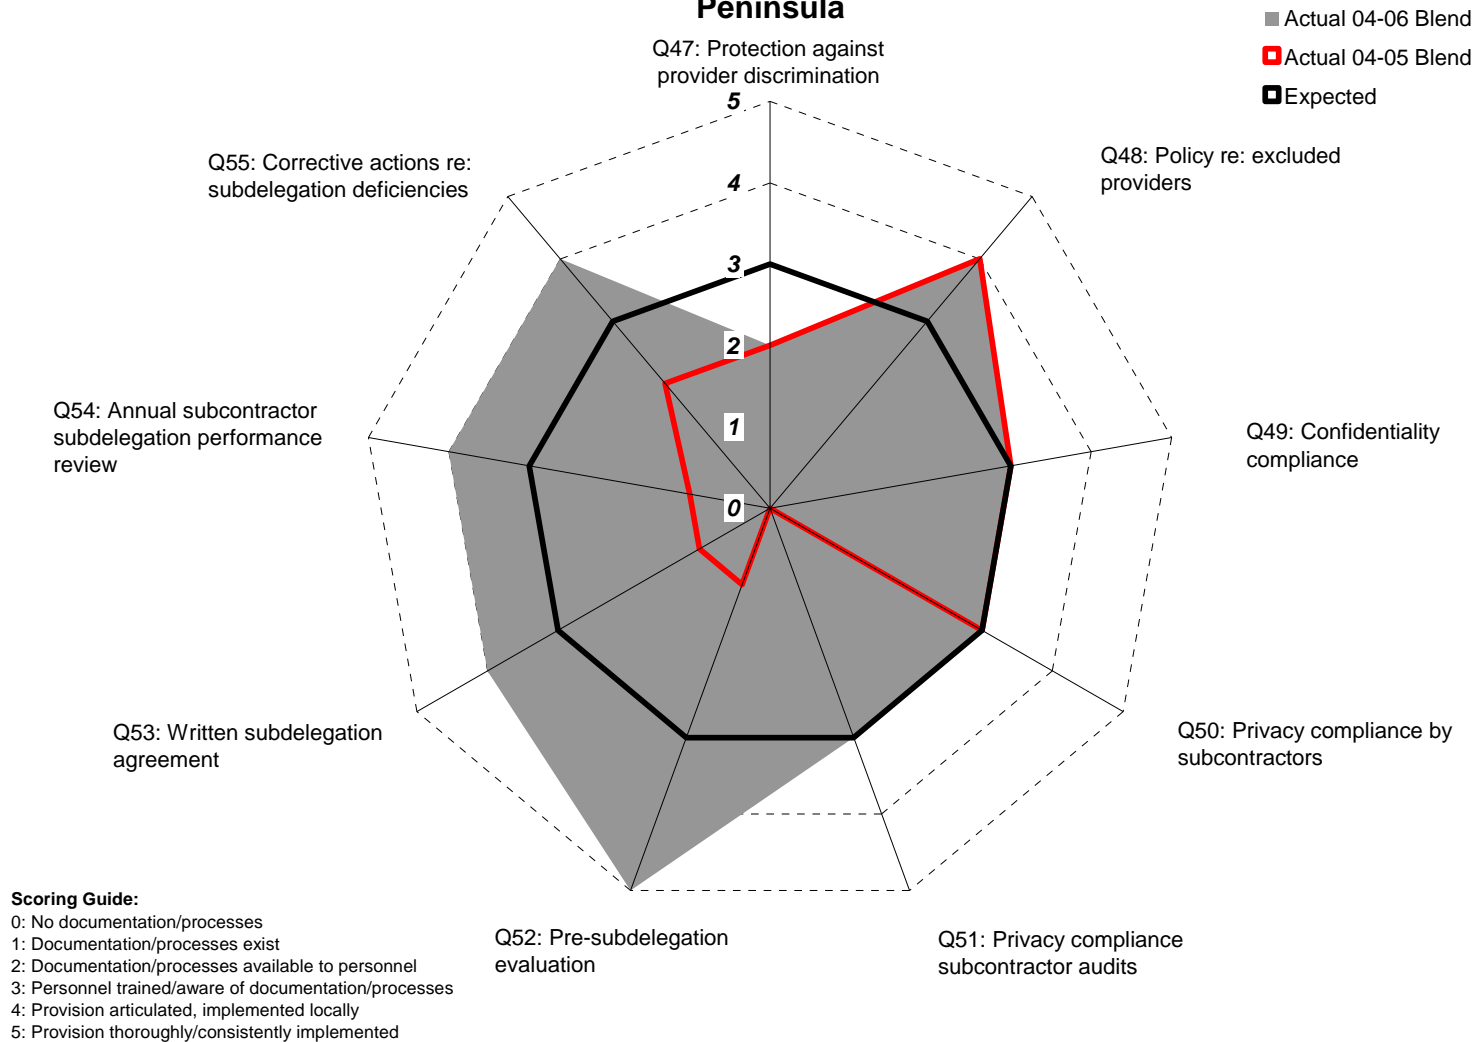 Peninsula
Actual 04-06 Blend
Actual 04-05 Blend
Expected
Q47: Protection against
provider discrimination
Q48: Policy re: excluded
providers
Q49: Confidentiality
compliance
Q50: Privacy compliance by
subcontractors
Q51: Privacy compliance
subcontractor audits
Q52: Pre-subdelegation
evaluation
Q53: Written subdelegation
agreement
Q54: Annual subcontractor
subdelegation performance
review
Q55: Corrective actions re:
subdelegation deficiencies
5
4
3
2
1
0
Scoring Guide:
0: No documentation/processes
1: Documentation/processes exist
2: Documentation/processes available to personnel
3: Personnel trained/aware of documentation/processes
4: Provision articulated, implemented locally
5: Provision thoroughly/consistently implemented